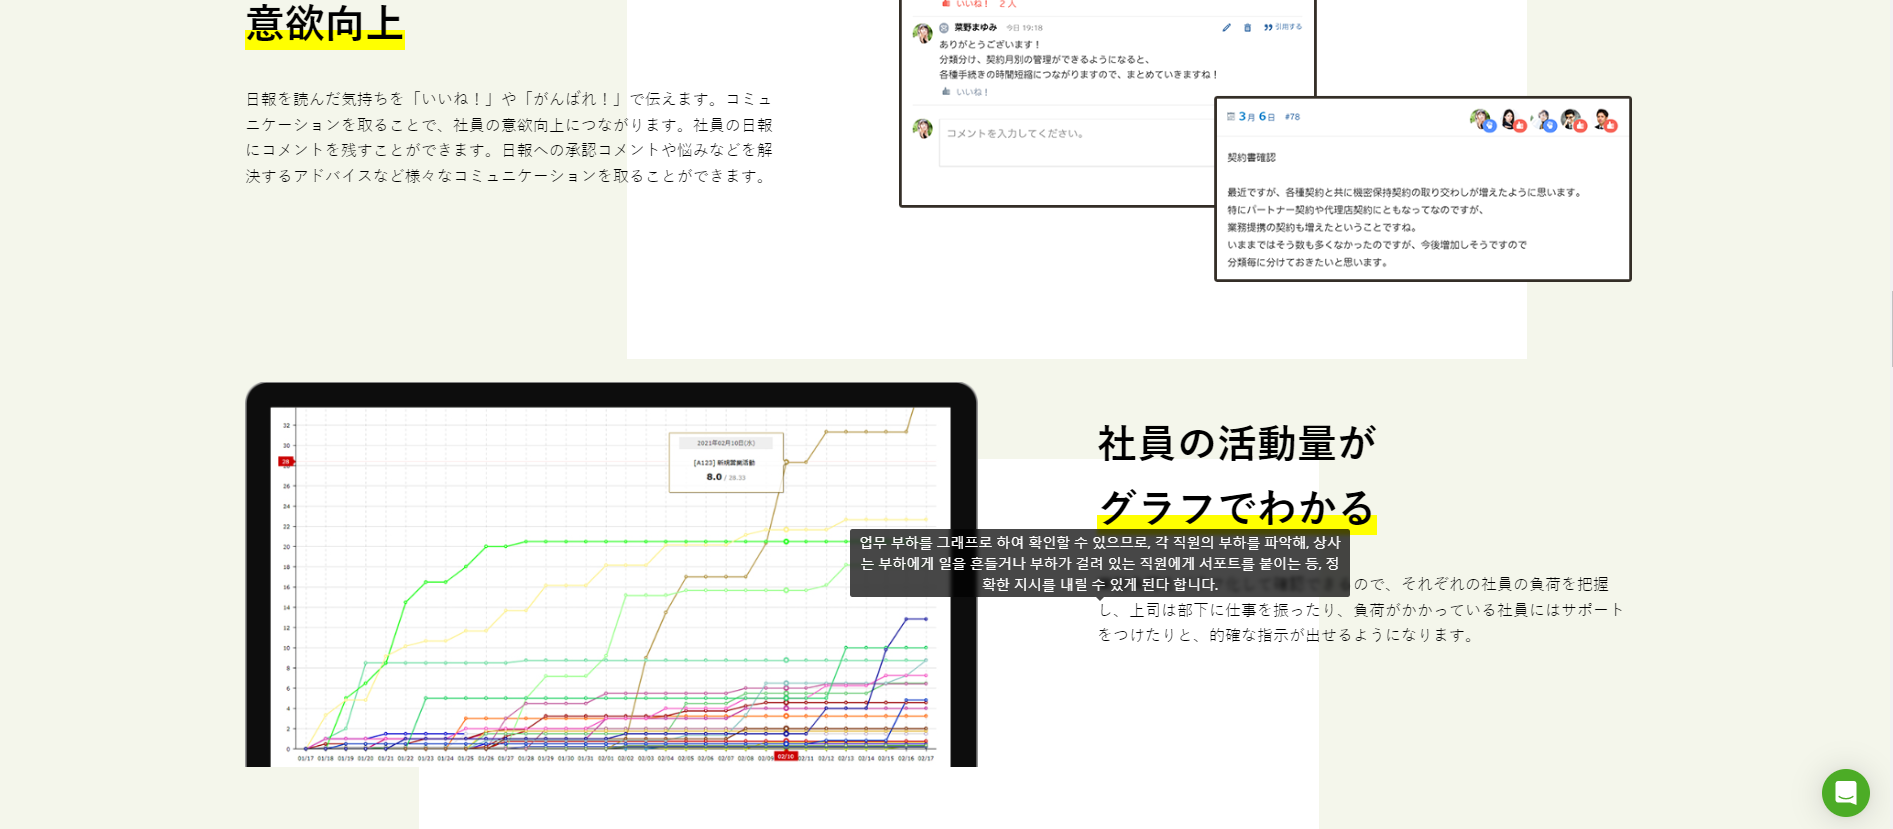 意欲向上
日報を読んだ気持ちを「いいね！」や「がんばれ！」で伝えます。コミュ
ニケーションを取ることで、社員の意欲向上につながります。社員の日報
にコメントを残すことができます。日報への承認コメントや悩みなどを解
決するアドバイスなど様々なコミュニケーションを取ることができます。
いいね！ 2 人
菜野まゆみ 今日 19:18
引用する
ありがとうございます！
分類分け、契約月別の管理ができるようになると、
各種手続きの時間短縮につながりますので、まとめていきますね！
いいね！
コメントを入力してください。
3月 6日 #78
契約書確認
最近ですが、各種契約と共に機密保持契約の取り交わしが増えたように思います。
特にパートナー契約や代理店契約にともなってなのですが、
業務提携の契約も増えたということですね。
いままではそう数も多くなかったのですが、今後増加しそうですので
分類毎に分けておきたいと思います。
32
30
28
26
24
22
20
18
16
14
12
10
8
6
4
2
0
2021年02月10日(水)
[A123] 新規営業活動
8.0 / 28.33
01/17 01/18 01/19 01/20 01/21 01/22 01/23 01/24 01/25 01/26 01/27 01/28 01/29 01/30 01/31 02/01 02/02 02/03 02/04 02/05 02/06 02/07 02/08 02/09 02/10 02/11 02/12 02/13 02/14 02/15 02/16 02/17
社員の活動量が
グラフでわかる
업무 부하를 그래프로 하여 확인할 수 있으므로, 각 직원의 부하를 파악해, 상사
는 부하에게 일을 흔들거나 부하가 걸려 있는 직원에게 서포트를 붙이는 등, 정
확한 지시를 내릴 수 있게 된다 합니다.
ので、それぞれの社員の負荷を把握
し、上司は部下に仕事を振ったり、負荷がかかっている社員にはサポート
をつけたりと、的確な指示が出せるようになります。